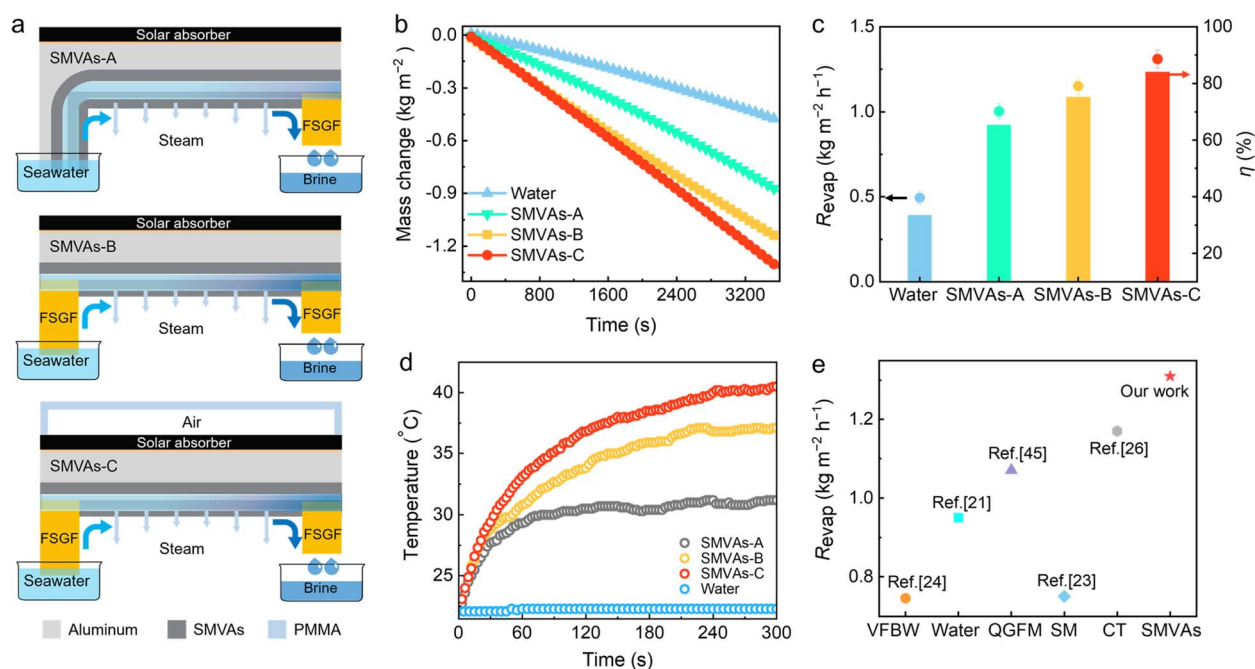 a
Solar absorber
SMVAs-A
FSGF
Steam
Seawater
Brine
Solar absorber
SMVAs-B
FSGF
FSGF
Steam
Seawater
Brine
Air
Solar absorber
SMVAs-C
FSGF
FSGF
Steam
Seawater
Brine
Aluminum
SMVAs
PMMA
b
Mass change (kg m⁻²)
0.0
-0.3
-0.6
-0.9
-1.2
Water
SMVAs-A
SMVAs-B
SMVAs-C
0 800 1600 2400 3200
Time (s)
c
Revap (kg m⁻² h⁻¹)
1.5
1.0
0.5
0.0
100
80
60
40
20
η (%)
Water SMVAs-A SMVAs-B SMVAs-C
d
Temperature (°C)
40
35
30
25
SMVAs-A
SMVAs-B
SMVAs-C
Water
0 60 120 180 240 300
Time (s)
e
Revap (kg m⁻² h⁻¹)
1.2
1.0
0.8
Our work
Ref.[26]
Ref.[45]
Ref.[21]
Ref.[23]
Ref.[24]
VFBW Water QGFM SM CT SMVAs